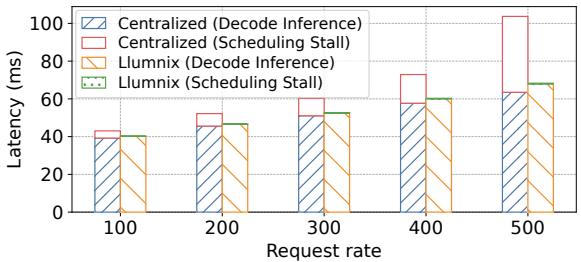 Centralized (Decode Inference)
Centralized (Scheduling Stall)
Llumnix (Decode Inference)
Llumnix (Scheduling Stall)
Latency (ms)
100
80
60
40
20
0
100 200 300 400 500
Request rate